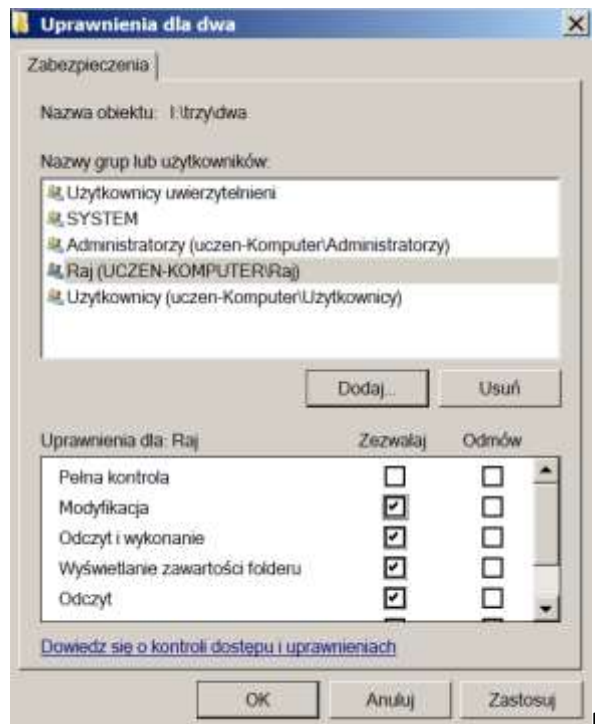 Uprawnienia dla dwa
Zabezpieczenia
Nazwa obiektu: I:\trzy\dwa
Nazwy grup lub użytkowników:
Użytkownicy uwierzytelnieni
SYSTEM
Administratorzy (uczen-Komputer\Administratorzy)
Raj (UCZEN-KOMPUTER\Raj)
Użytkownicy (uczen-Komputer\Użytkownicy)
Dodaj... Usuń
Uprawnienia dla: Raj Zezwalaj Odmów
Pełna kontrola
Modyfikacja
Odczyt i wykonanie
Wyświetlanie zawartości folderu
Odczyt
Dowiedz się o kontroli dostępu i uprawnieniach
OK Anuluj Zastosuj